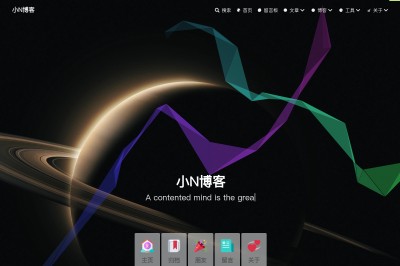 小N博客
搜索 首页 留言板 文章 博客 工具 关于
小N博客
A contented mind is the grea
主页 归档 朋友 留言 关于